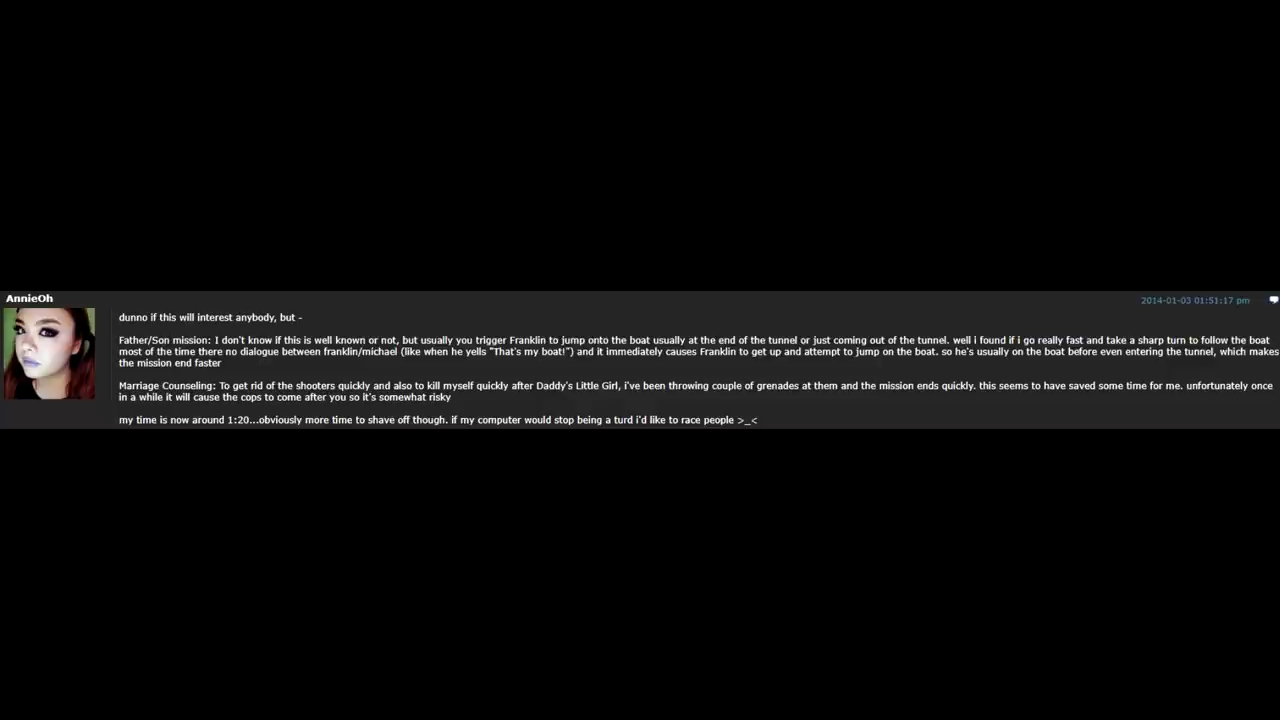 AnnieOh
2014-01-03 01:51:17 pm
dunno if this will interest anybody, but -
Father/Son mission: I don't know if this is well known or not, but usually you trigger Franklin to jump onto the boat usually at the end of the tunnel or just coming out of the tunnel. well i found if i go really fast and take a sharp turn to follow the boat
most of the time there no dialogue between franklin/michael (like when he yells "That's my boat!") and it immediately causes Franklin to get up and attempt to jump on the boat. so he's usually on the boat before even entering the tunnel, which makes
the mission end faster
Marriage Counseling: To get rid of the shooters quickly and also to kill myself quickly after Daddy's Little Girl, i've been throwing couple of grenades at them and the mission ends quickly. this seems to have saved some time for me. unfortunately once
in a while it will cause the cops to come after you so it's somewhat risky
my time is now around 1:20...obviously more time to shave off though. if my computer would stop being a turd i'd like to race people >_<